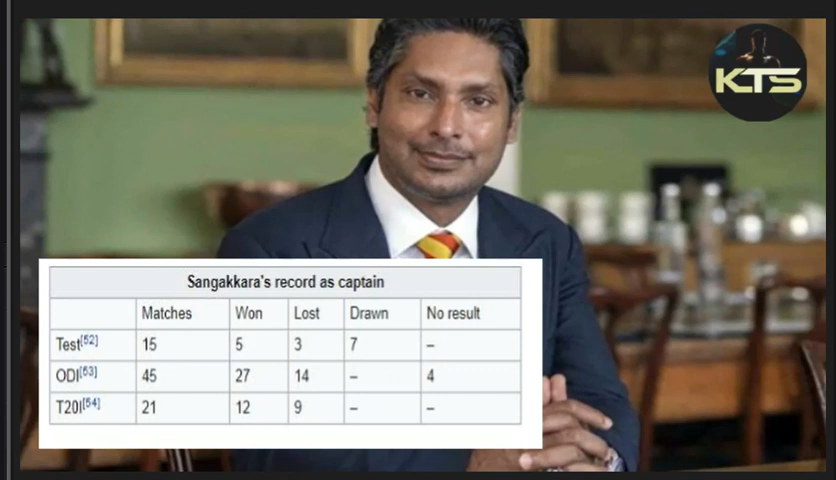 KTS
Sangakkara's record as captain
Matches Won Lost Drawn No result
Test[52] 15 5 3 7 –
ODI[53] 45 27 14 – 4
T20I[54] 21 12 9 – –